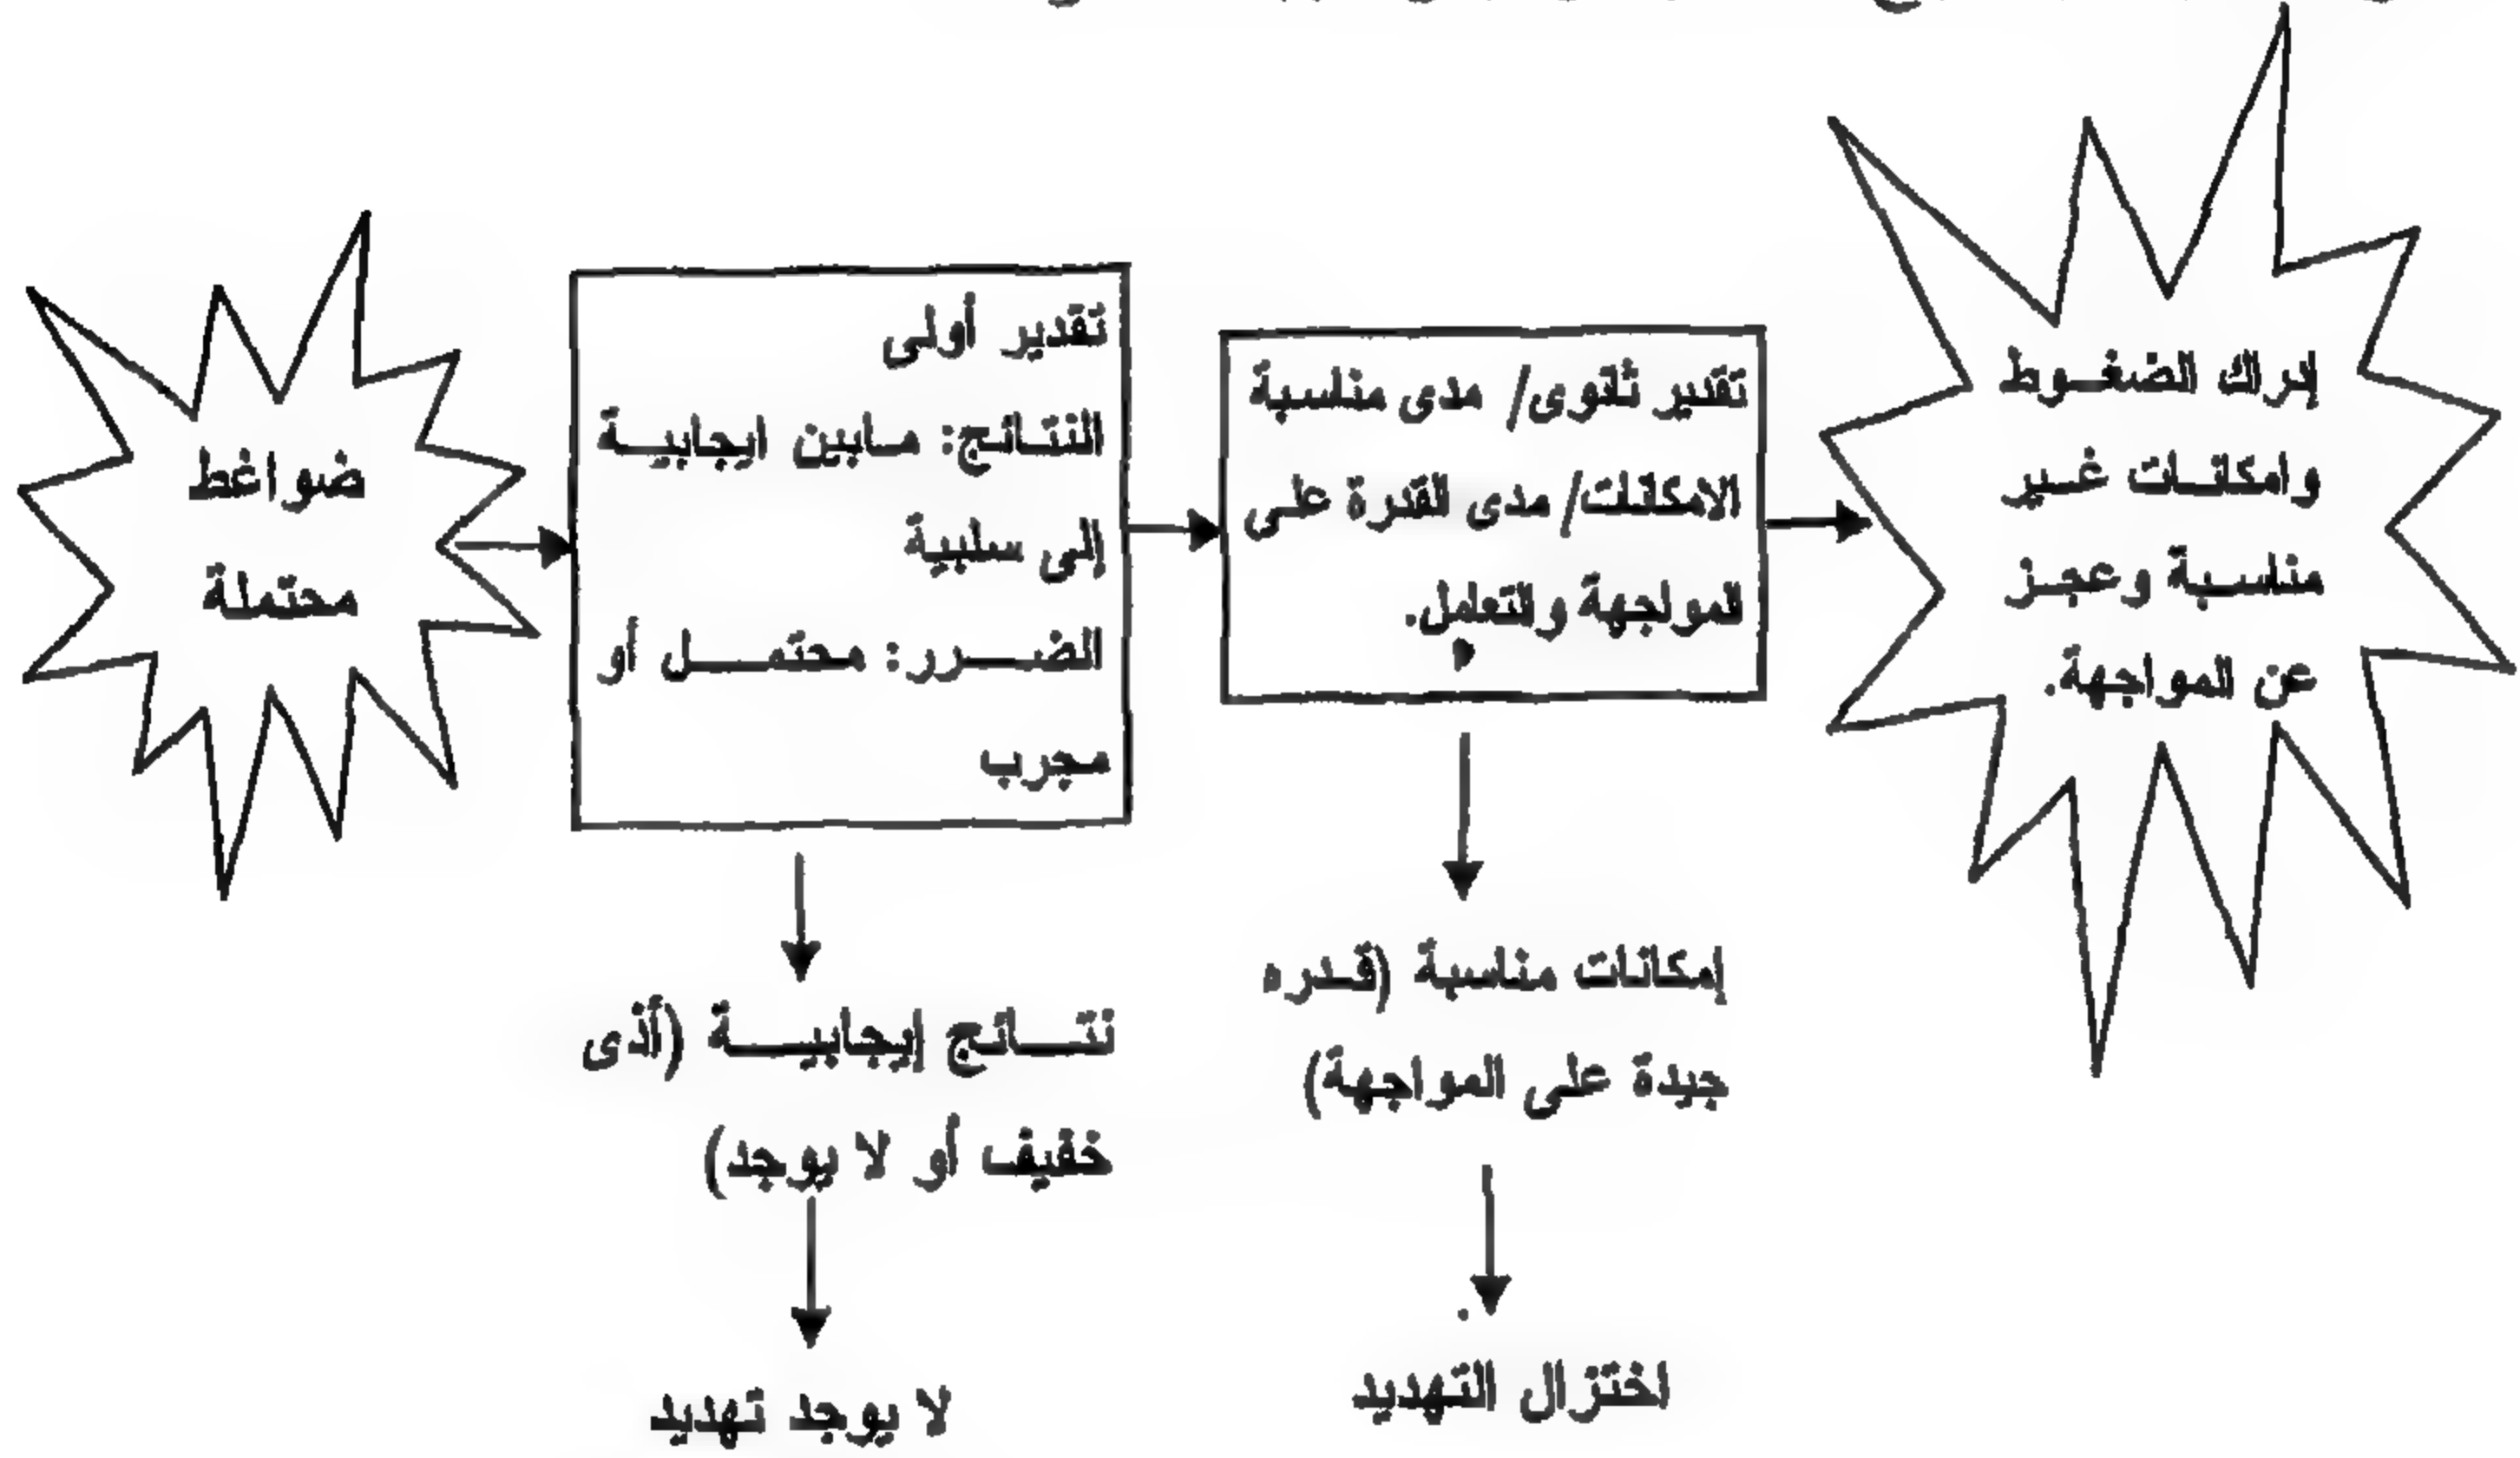 ضواغط
محتملة
تقدير أولى
النتائج: مابين ايجابية
إلى سلبية
الضرر: محتمل أو
مجرب
تقدير ثانوى/ مدى مناسبة
الامكانات/ مدى القدرة على
المواجهة والتعامل.
إدراك الضغوط
وامكانات غير
مناسبة وعجز
عن المواجهة.
نتائج إيجابية (أذى
خفيف أو لا يوجد)
لا يوجد تهديد
إمكانات مناسبة (قدره
جيدة على المواجهة)
اختزال التهديد